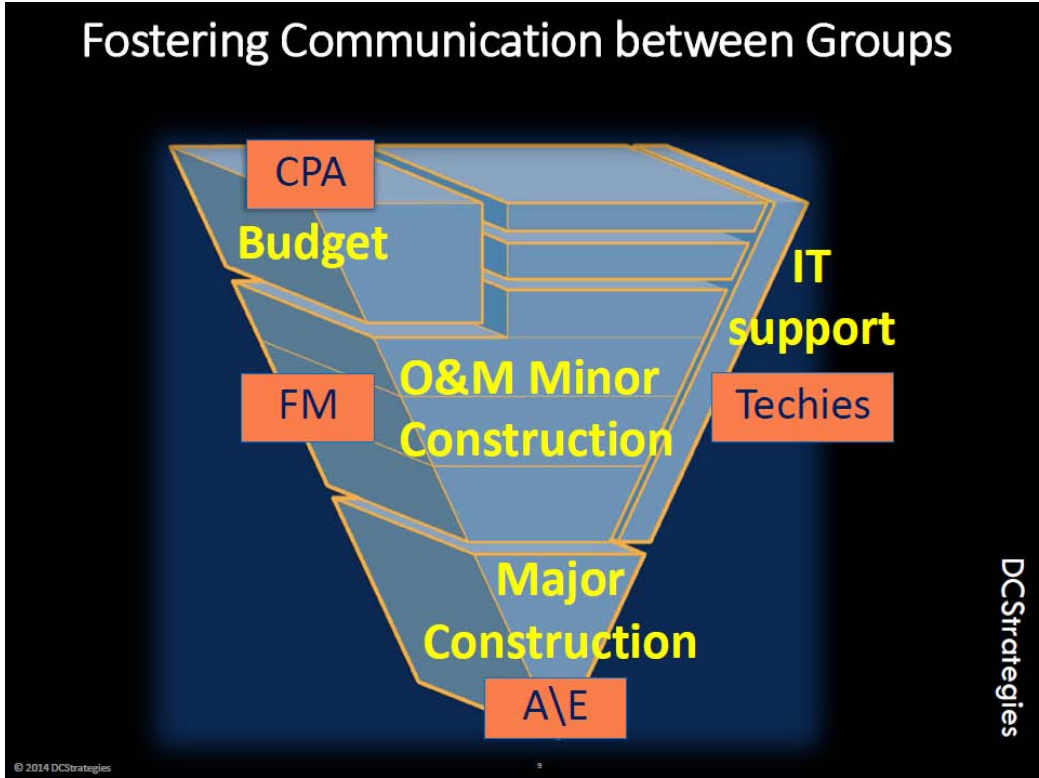 Fostering Communication between Groups
CPA
Budget
IT
support
O&M Minor
Construction
FM
Techies
Major
Construction
A\E
DCStrategies
© 2014 DCStrategies
9